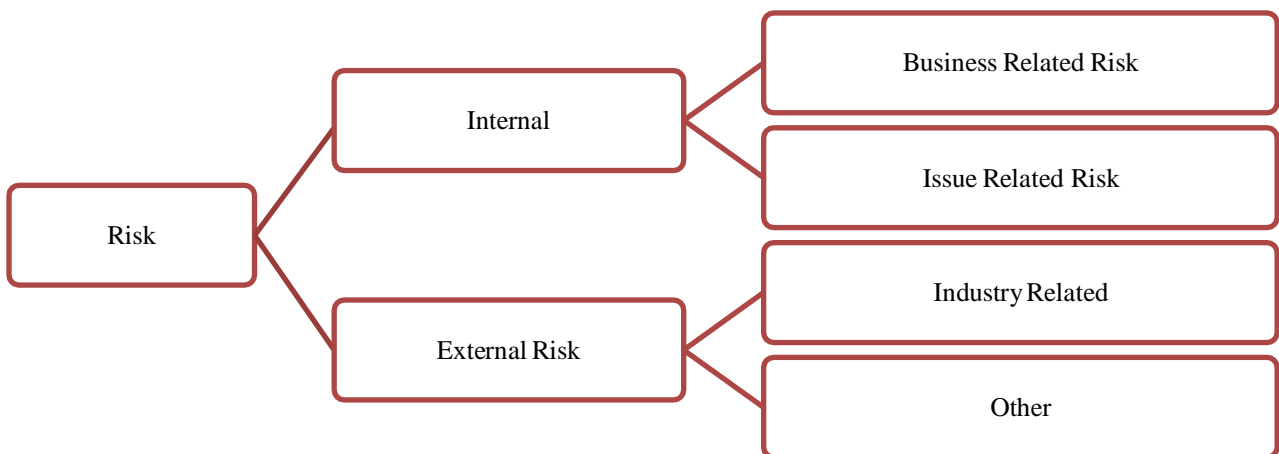 Risk
Internal
Business Related Risk
Issue Related Risk
External Risk
Industry Related
Other